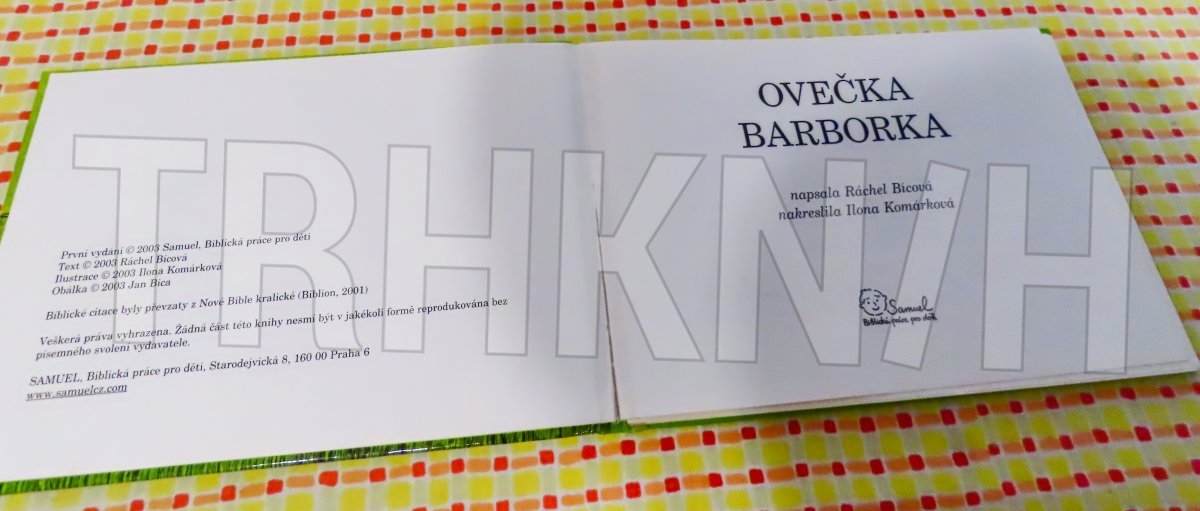 První vydání © 2003 Samuel, Biblická práce pro děti
Text © 2003 Ráchel Bícová
Ilustrace © 2003 Ilona Komárková
Obálka © 2003 Jan Bíca
Biblické citace byly převzaty z Nové Bible kralické (Biblion, 2001)
Veškerá práva vyhrazena. Žádná část této knihy nesmí být v jakékoli formě reprodukována bez
písemného svolení vydavatele.
SAMUEL, Biblická práce pro děti, Starodejvická 8, 160 00 Praha 6
www.samuelcz.com
OVEČKA
BARBORKA
napsala Ráchel Bícová
nakreslila Ilona Komárková
Samuel
Biblická práce pro děti
TRHKNIH